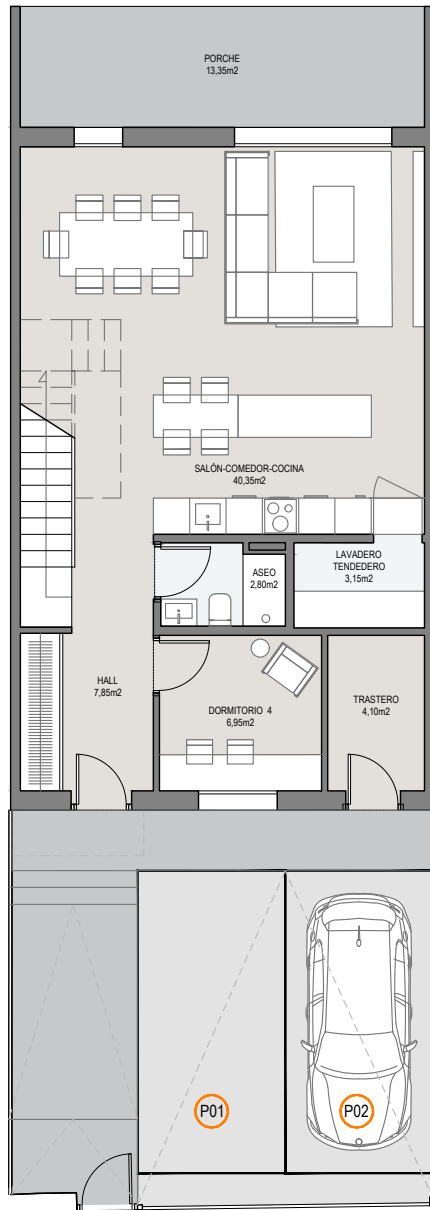 PORCHE
13,35m2
SALÓN-COMEDOR-COCINA
40,35m2
LAVADERO
TENDEDERO
3,15m2
ASEO
2,80m2
HALL
7,85m2
DORMITORIO 4
6,95m2
TRASTERO
4,10m2
P01
P02